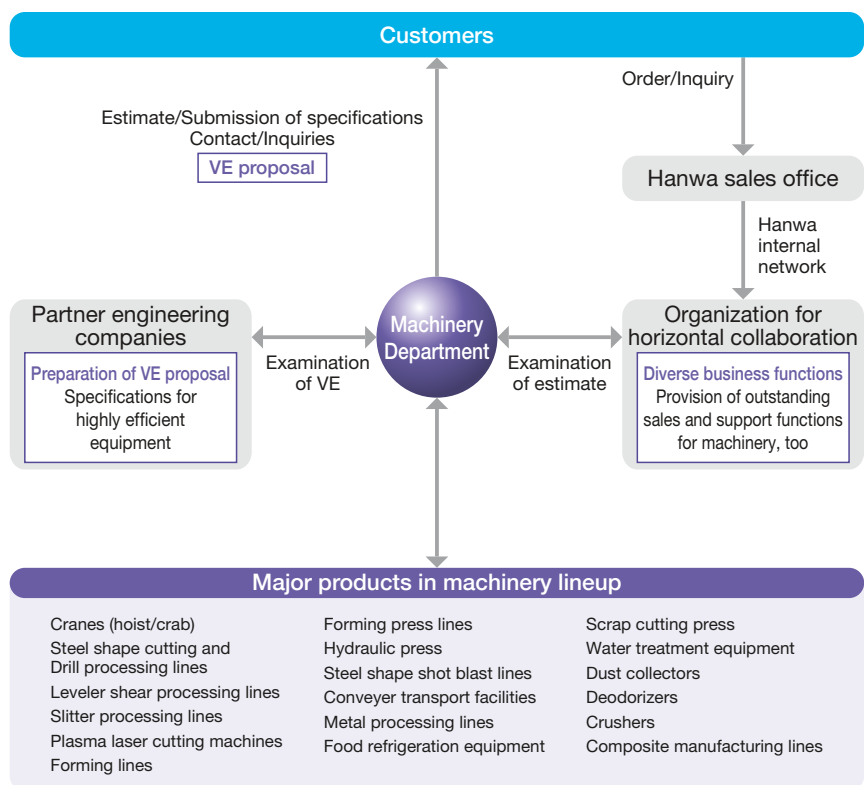 Customers
Order/Inquiry
Estimate/Submission of specifications
Contact/Inquiries
VE proposal
Hanwa sales office
Hanwa
internal
network
Partner engineering
companies
Preparation of VE proposal
Specifications for
highly efficient
equipment
Examination
of VE
Machinery
Department
Examination
of estimate
Organization for
horizontal collaboration
Diverse business functions
Provision of outstanding
sales and support functions
for machinery, too
Major products in machinery lineup
Cranes (hoist/crab)
Steel shape cutting and
Drill processing lines
Leveler shear processing lines
Slitter processing lines
Plasma laser cutting machines
Forming lines
Forming press lines
Hydraulic press
Steel shape shot blast lines
Conveyer transport facilities
Metal processing lines
Food refrigeration equipment
Scrap cutting press
Water treatment equipment
Dust collectors
Deodorizers
Crushers
Composite manufacturing lines